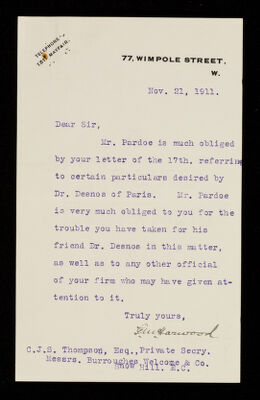 TELEPHONE
1817 MAYFAIR.
77, WIMPOLE STREET,
W.
Nov. 21, 1911.
Dear Sir,
Mr. Pardoe is much obliged
by your letter of the 17th. referring
to certain particulars desired by
Dr. Desnos of Paris. Mr. Pardoe
is very much obliged to you for the
trouble you have taken for his
friend Dr. Desnos in this matter,
as well as to any other official
of your firm who may have given at-
tention to it.
Truly yours,
Harwood
C.J.S. Thompson, Esq.,Private Secry.
Messrs. Burroughes Welcome & Co.
Snow Hill. E.C.